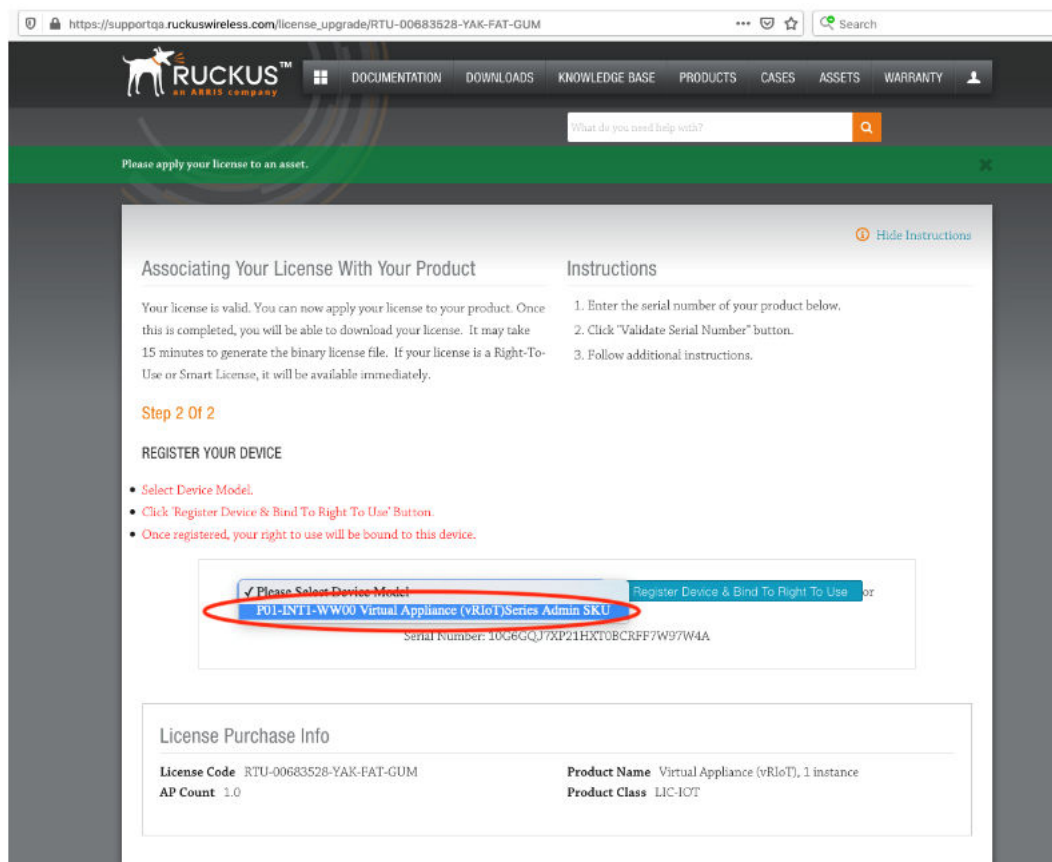 https://supportqa.ruckuswireless.com/license_upgrade/RTU-00683528-YAK-FAT-GUM
Search
RUCKUS™
an ARRIS company
DOCUMENTATION DOWNLOADS KNOWLEDGE BASE PRODUCTS CASES ASSETS WARRANTY
What do you need help with?
Please apply your license to an asset.
Hide Instructions
Associating Your License With Your Product
Your license is valid. You can now apply your license to your product. Once
this is completed, you will be able to download your license. It may take
15 minutes to generate the binary license file. If your license is a Right-To-
Use or Smart License, it will be available immediately.
Instructions
1. Enter the serial number of your product below.
2. Click "Validate Serial Number" button.
3. Follow additional instructions.
Step 2 Of 2
REGISTER YOUR DEVICE
Select Device Model.
Click 'Register Device & Bind To Right To Use' Button.
Once registered, your right to use will be bound to this device.
✓ Please Select Device Model
Register Device & Bind To Right To Use or
P01-INT1-WW00 Virtual Appliance (vRIoT)Series Admin SKU
Serial Number: 10G6GQJ7XP21HXT0BCRFF7W97W4A
License Purchase Info
License Code RTU-00683528-YAK-FAT-GUM
AP Count 1.0
Product Name Virtual Appliance (vRIoT), 1 instance
Product Class LIC-IOT